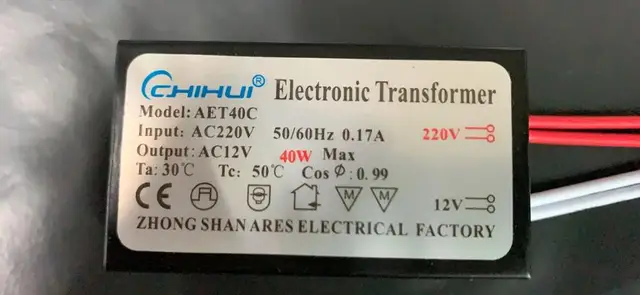 CHIHUI® Electronic Transformer
Model: AET40C
Input: AC220V 50/60Hz 0.17A
220V
Output: AC12V 40W Max
Ta: 30℃ Tc: 50℃ Cos Φ: 0.99
CE M M
12V
ZHONG SHAN ARES ELECTRICAL FACTORY